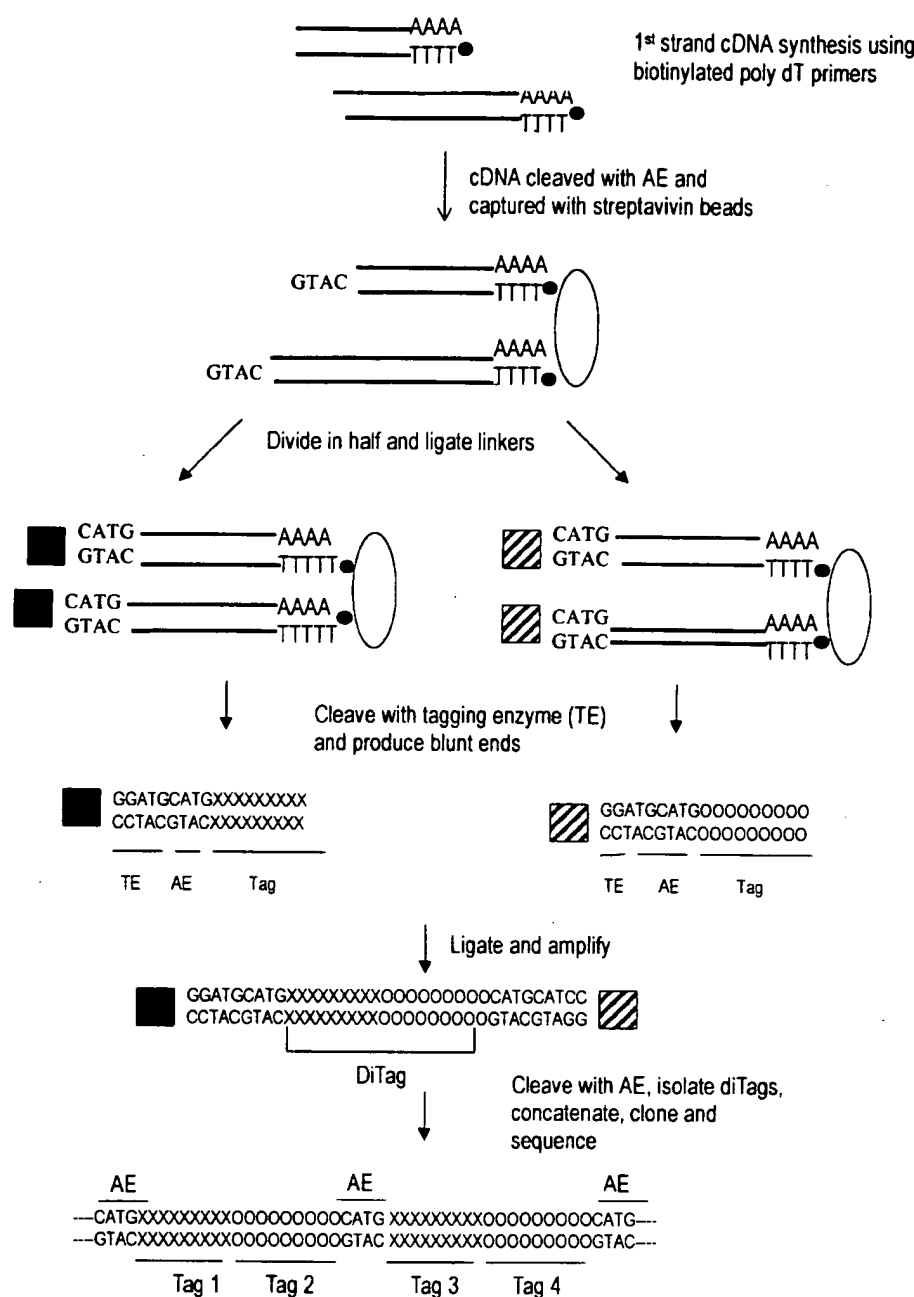 AAAA
TTTT
1st strand cDNA synthesis using
biotinylated poly dT primers
AAAA
TTTT
cDNA cleaved with AE and
captured with streptavivin beads
AAAA
GTAC
TTTT
AAAA
GTAC
TTTT
Divide in half and ligate linkers
CATG AAAA
GTAC TTTTT
CATG AAAA
GTAC TTTTT
CATG AAAA
GTAC TTTT
CATG AAAA
GTAC TTTT
Cleave with tagging enzyme (TE)
and produce blunt ends
GGATGCATGXXXXXXXXX
CCTACGTACXXXXXXXXX
TE AE Tag
GGATGCATGOOOOOOOOO
CCTACGTACOOOOOOOOO
TE AE Tag
Ligate and amplify
GGATGCATGXXXXXXXXXOOOOOOOOOCATGCATCC
CCTACGTACXXXXXXXXXOOOOOOOOOGTACGTAGG
DiTag
Cleave with AE, isolate diTags,
concatenate, clone and
sequence
AE AE AE
---CATGXXXXXXXXXOOOOOOOOOCATGXXXXXXXXXOOOOOOOOOCATG---
---GTACXXXXXXXXXOOOOOOOOOGTACXXXXXXXXXOOOOOOOOOGTAC---
Tag 1 Tag 2 Tag 3 Tag 4